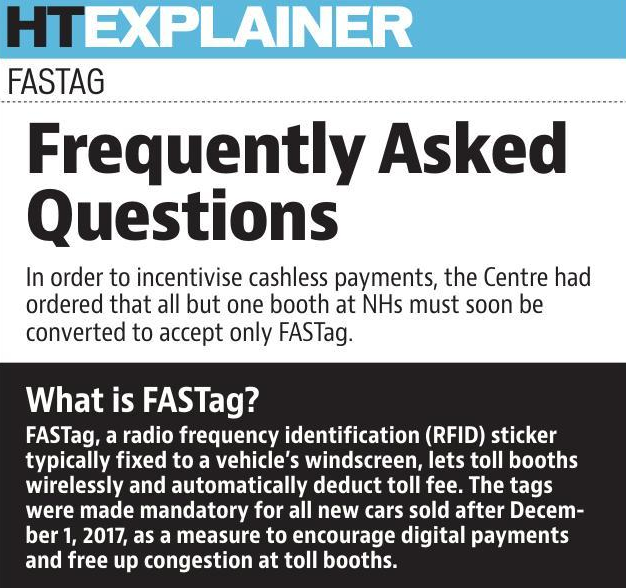 HTEXPLAINER
FASTAG
Frequently Asked
Questions
In order to incentivise cashless payments, the Centre had
ordered that all but one booth at NHs must soon be
converted to accept only FASTag.
What is FASTag?
FASTag, a radio frequency identification (RFID) sticker
typically fixed to a vehicle's windscreen, lets toll booths
wirelessly and automatically deduct toll fee. The tags
were made mandatory for all new cars sold after Decem-
ber 1, 2017, as a measure to encourage digital payments
and free up congestion at toll booths.